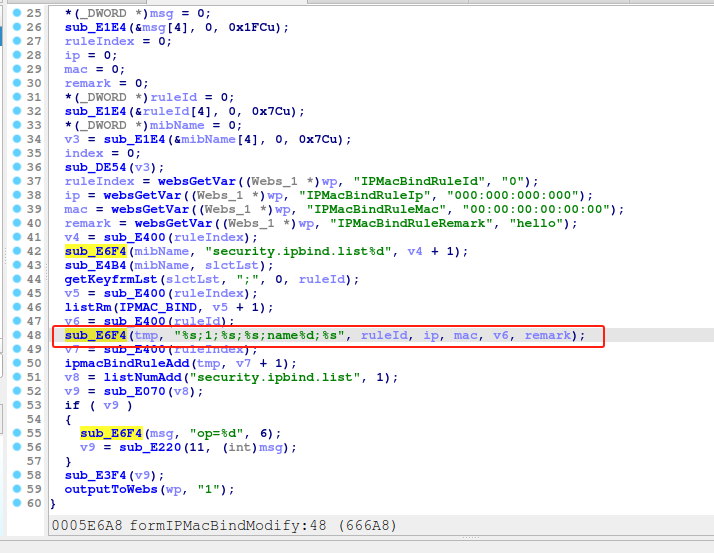 25 *(_DWORD *)msg = 0;
26 sub_E1E4(&msg[4], 0, 0x1FCu);
27 ruleIndex = 0;
28 ip = 0;
29 mac = 0;
30 remark = 0;
31 *(_DWORD *)ruleId = 0;
32 sub_E1E4(&ruleId[4], 0, 0x7Cu);
33 *(_DWORD *)mibName = 0;
34 v3 = sub_E1E4(&mibName[4], 0, 0x7Cu);
35 index = 0;
36 sub_DE54(v3);
37 ruleIndex = websGetVar((Webs_1 *)wp, "IPMacBindRuleId", "0");
38 ip = websGetVar((Webs_1 *)wp, "IPMacBindRuleIp", "000:000:000:000");
39 mac = websGetVar((Webs_1 *)wp, "IPMacBindRuleMac", "00:00:00:00:00:00");
40 remark = websGetVar((Webs_1 *)wp, "IPMacBindRuleRemark", "hello");
41 v4 = sub_E400(ruleIndex);
42 sub_E6F4(mibName, "security.ipbind.list%d", v4 + 1);
43 sub_E4B4(mibName, slctLst);
44 getKeyfrmLst(slctLst, ";", 0, ruleId);
45 v5 = sub_E400(ruleIndex);
46 listRm(IPMAC_BIND, v5 + 1);
47 v6 = sub_E400(ruleId);
48 sub_E6F4(tmp, "%s;1;%s;%s;name%d;%s", ruleId, ip, mac, v6, remark);
49 v7 = sub_E400(ruleIndex);
50 ipmacBindRuleAdd(tmp, v7 + 1);
51 v8 = listNumAdd("security.ipbind.list", 1);
52 v9 = sub_E070(v8);
53 if ( v9 )
54 {
55 sub_E6F4(msg, "op=%d", 6);
56 v9 = sub_E220(11, (int)msg);
57 }
58 sub_E3F4(v9);
59 outputToWebs(wp, "1");
60 }
0005E6A8 formIPMacBindModify:48 (666A8)